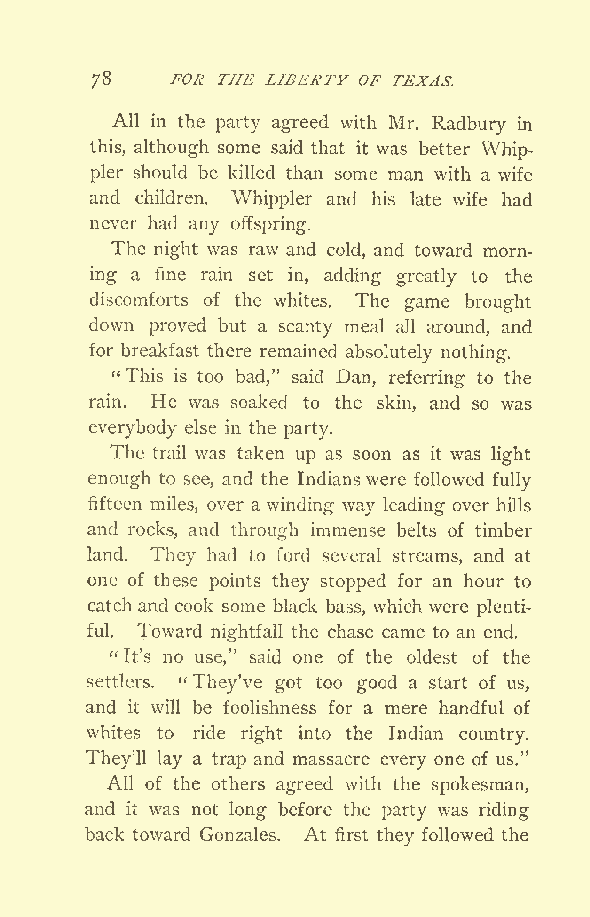 78 FOR THE LIBERTY OF TEXAS.
All in the party agreed with Mr. Radbury in
this, although some said that it was better Whip-
pler should be killed than some man with a wife
and children. Whippler and his late wife had
never had any offspring.
The night was raw and cold, and toward morn-
ing a fine rain set in, adding greatly to the
discomforts of the whites. The game brought
down proved but a scanty meal all around, and
for breakfast there remained absolutely nothing.
"This is too bad," said Dan, referring to the
rain. He was soaked to the skin, and so was
everybody else in the party.
The trail was taken up as soon as it was light
enough to see, and the Indians were followed fully
fifteen miles, over a winding way leading over hills
and rocks, and through immense belts of timber
land. They had to ford several streams, and at
one of these points they stopped for an hour to
catch and cook some black bass, which were plenti-
ful. Toward nightfall the chase came to an end.
"It's no use," said one of the oldest of the
settlers. "They've got too good a start of us,
and it will be foolishness for a mere handful of
whites to ride right into the Indian country.
They'll lay a trap and massacre every one of us."
All of the others agreed with the spokesman,
and it was not long before the party was riding
back toward Gonzales. At first they followed the